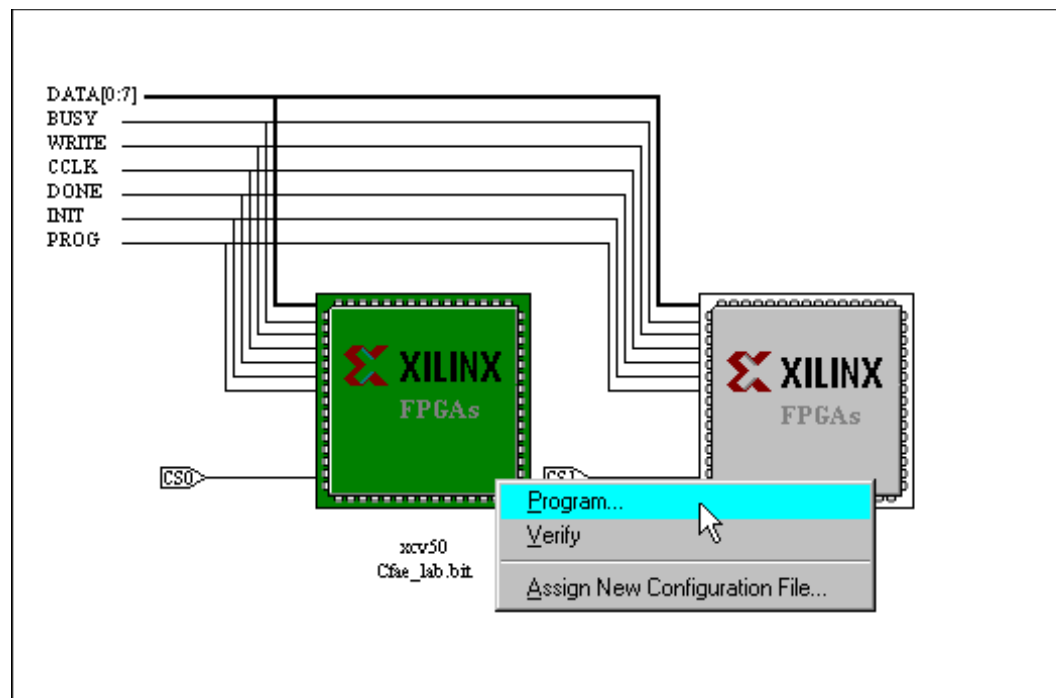 DATA[0:7]
BUSY
WRITE
CCLK
DONE
INIT
PROG
XILINX
FPGAs
XILINX
FPGAs
CS0
CS1
Program...
Verify
Assign New Configuration File...
xcv50
Cfae_lab.bit